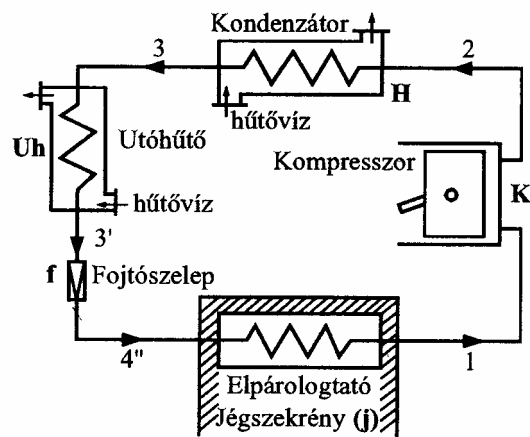 Kondenzátor
3
2
H
hűtővíz
Uh
Utóhűtő
Kompresszor
K
hűtővíz
3'
f
Fojtószelep
4"
1
Elpárologtató
Jégszekrény (j)